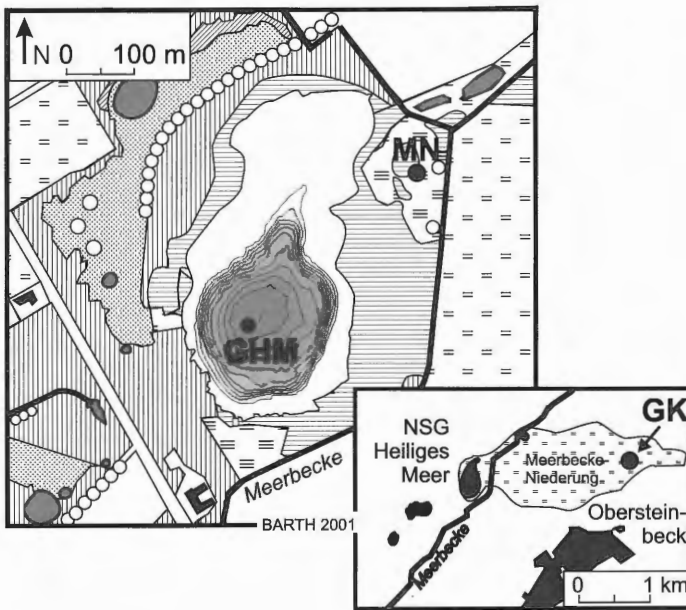 N 0 100 m
MN
GHM
Meerbecke
BARTH 2001
NSG
Heiliges
Meer
GK
Meerbecke-
Niederung
Oberstein-
beck
Meerbecke
0 1 km